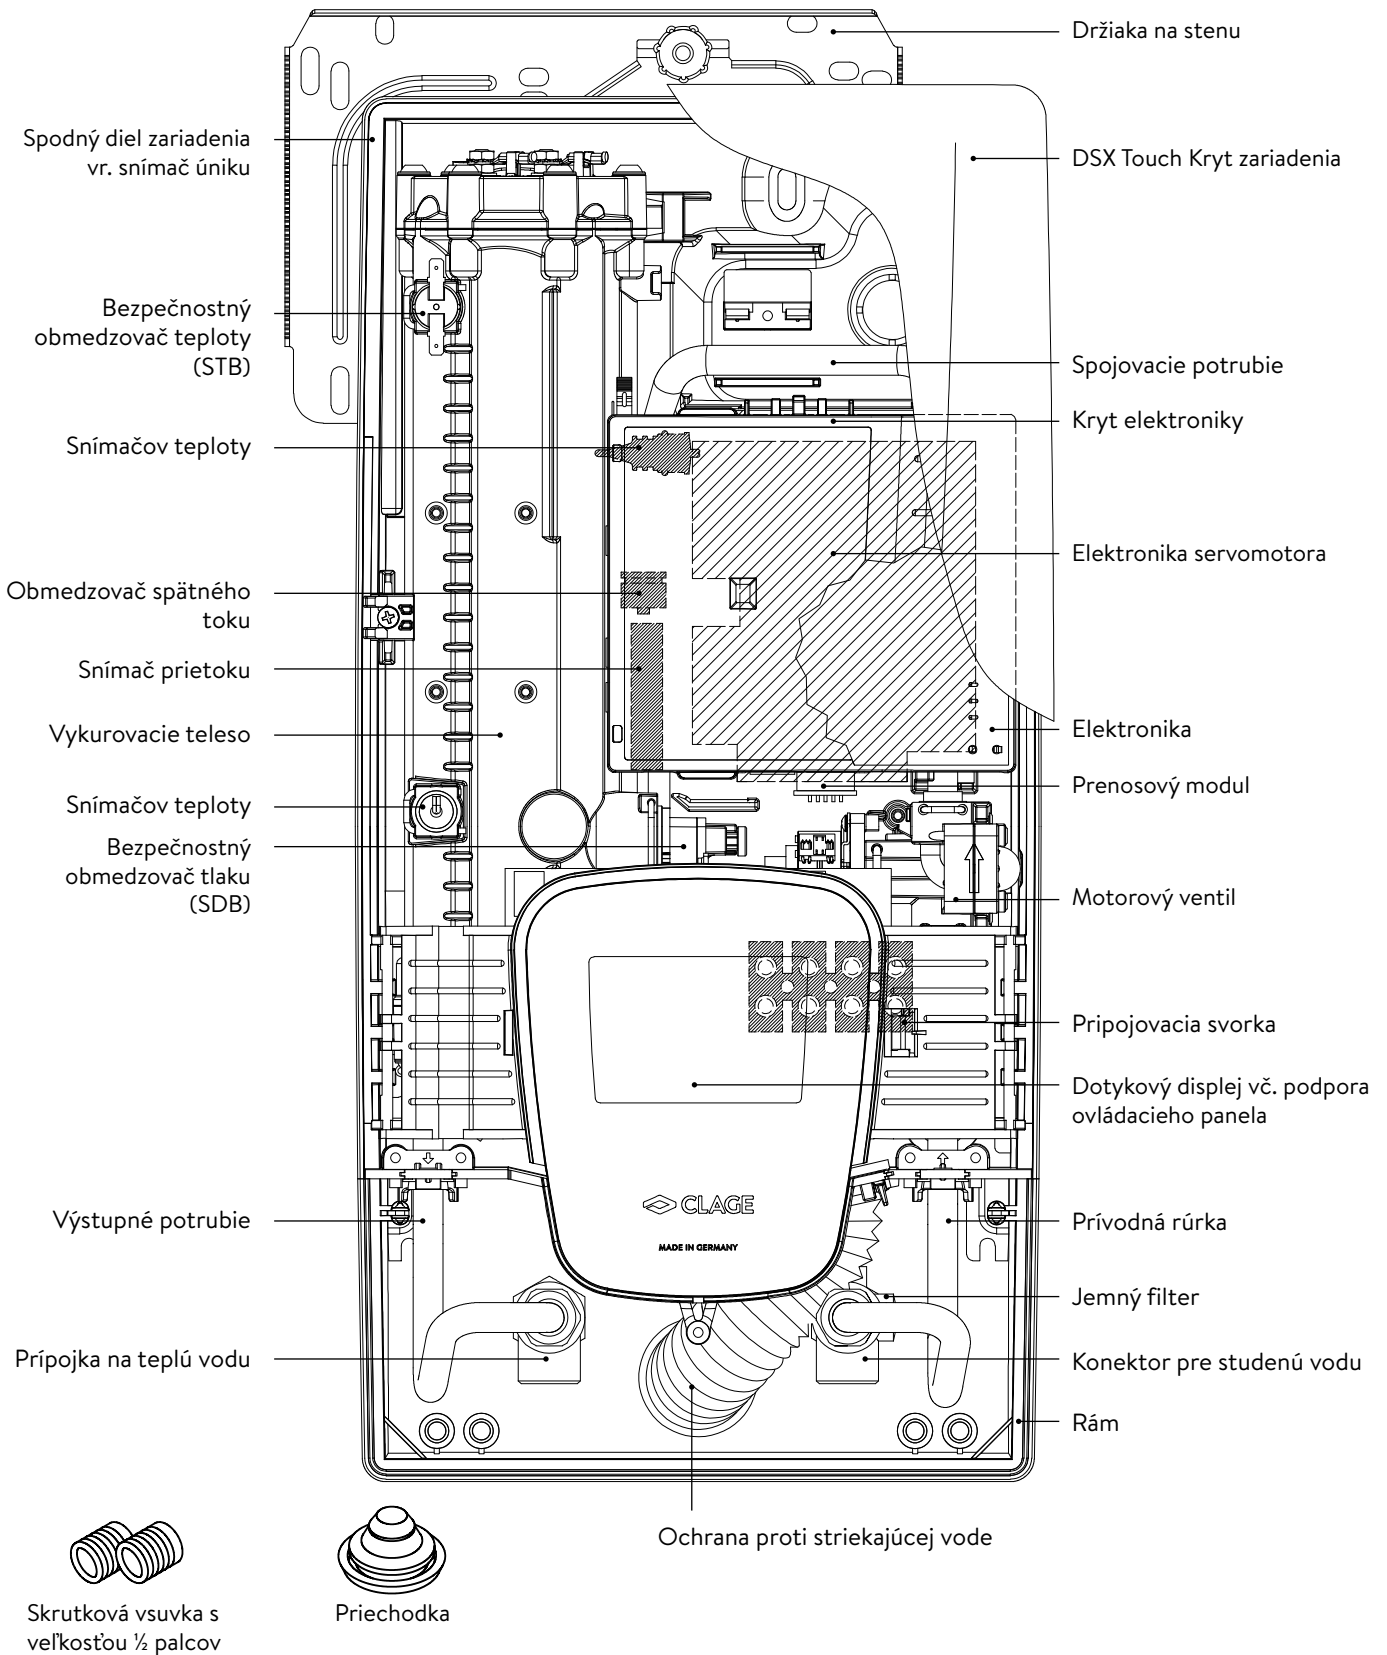 Držiaka na stenu
Spodný diel zariadenia
vr. snímač úniku
DSX Touch Kryt zariadenia
Bezpečnostný
obmedzovač teploty
(STB)
Spojovacie potrubie
Kryt elektroniky
Snímačov teploty
Elektronika servomotora
Obmedzovač spätného
toku
Snímač prietoku
Vykurovacie teleso
Elektronika
Prenosový modul
Snímačov teploty
Bezpečnostný
obmedzovač tlaku
(SDB)
Motorový ventil
Pripojovacia svorka
Dotykový displej vč. podpora
ovládacieho panela
CLAGE
MADE IN GERMANY
Výstupné potrubie
Prívodná rúrka
Jemný filter
Prípojka na teplú vodu
Konektor pre studenú vodu
Rám
Ochrana proti striekajúcej vode
Skrutková vsuvka s
veľkosťou ½ palcov
Priechodka